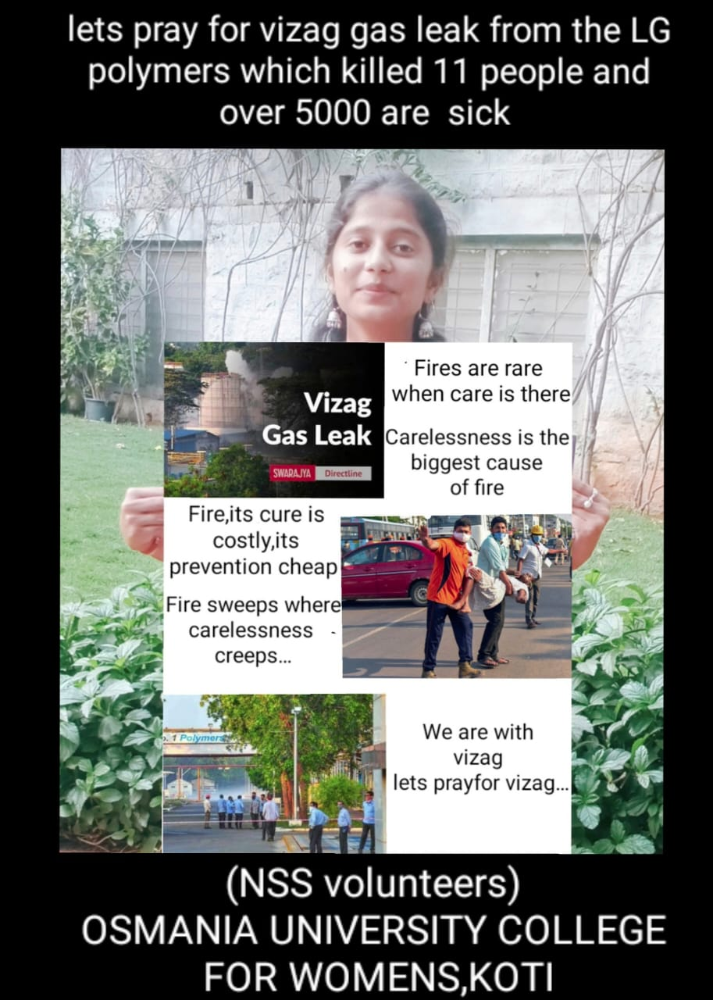 lets pray for vizag gas leak from the LG
polymers which killed 11 people and
over 5000 are sick
Vizag
Gas Leak
SWARAJYA Directline
Fires are rare
when care is there
Carelessness is the
biggest cause
of fire
Fire,its cure is
costly,its
prevention cheap
Fire sweeps where
carelessness
creeps...
. 1 Polymers
We are with
vizag
lets prayfor vizag...
(NSS volunteers)
OSMANIA UNIVERSITY COLLEGE
FOR WOMENS,KOTI